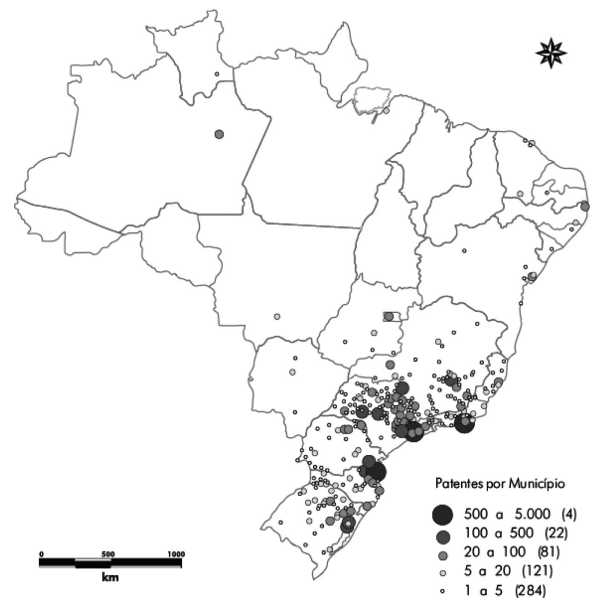 Patentes por Município
500 a 5.000 (4)
100 a 500 (22)
20 a 100 (81)
5 a 20 (121)
1 a 5 (284)
0 500 1000
km